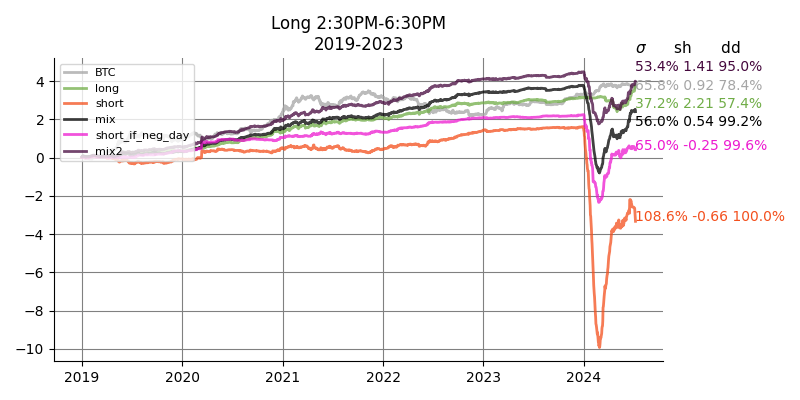 Long 2:30PM-6:30PM
2019-2023
σ sh dd
53.4% 1.41 95.0%
65.8% 0.92 78.4%
37.2% 2.21 57.4%
56.0% 0.54 99.2%
65.0% -0.25 99.6%
108.6% -0.66 100.0%
BTC
long
short
mix
short_if_neg_day
mix2
4
2
0
−2
−4
−6
−8
−10
2019 2020 2021 2022 2023 2024